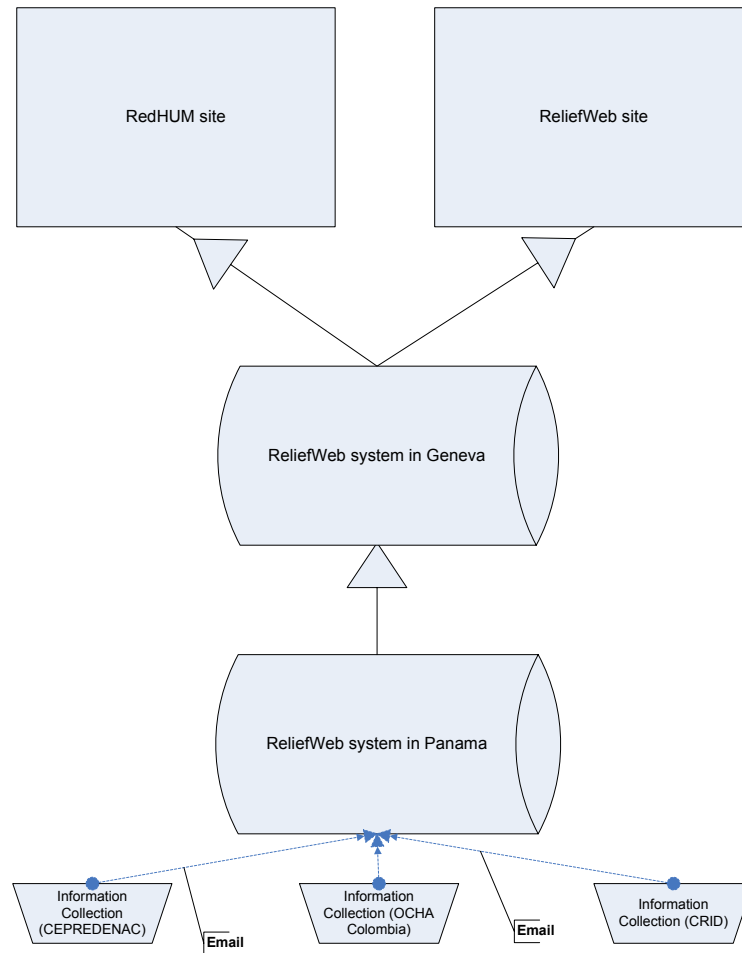 RedHUM site
ReliefWeb site
ReliefWeb system in Geneva
ReliefWeb system in Panama
Information
Collection
(CEPREDENAC)
Email
Information
Collection (OCHA
Colombia)
Email
Information
Collection (CRID)